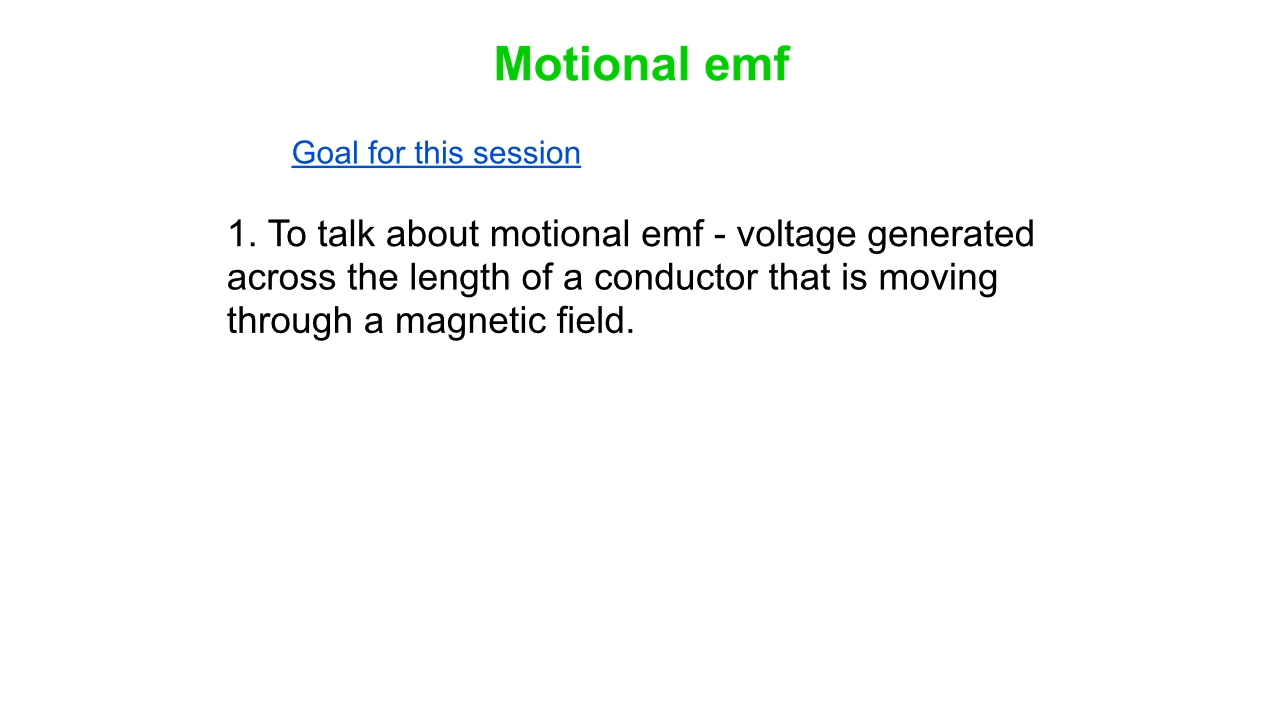 Motional emf
Goal for this session
1. To talk about motional emf - voltage generated
across the length of a conductor that is moving
through a magnetic field.